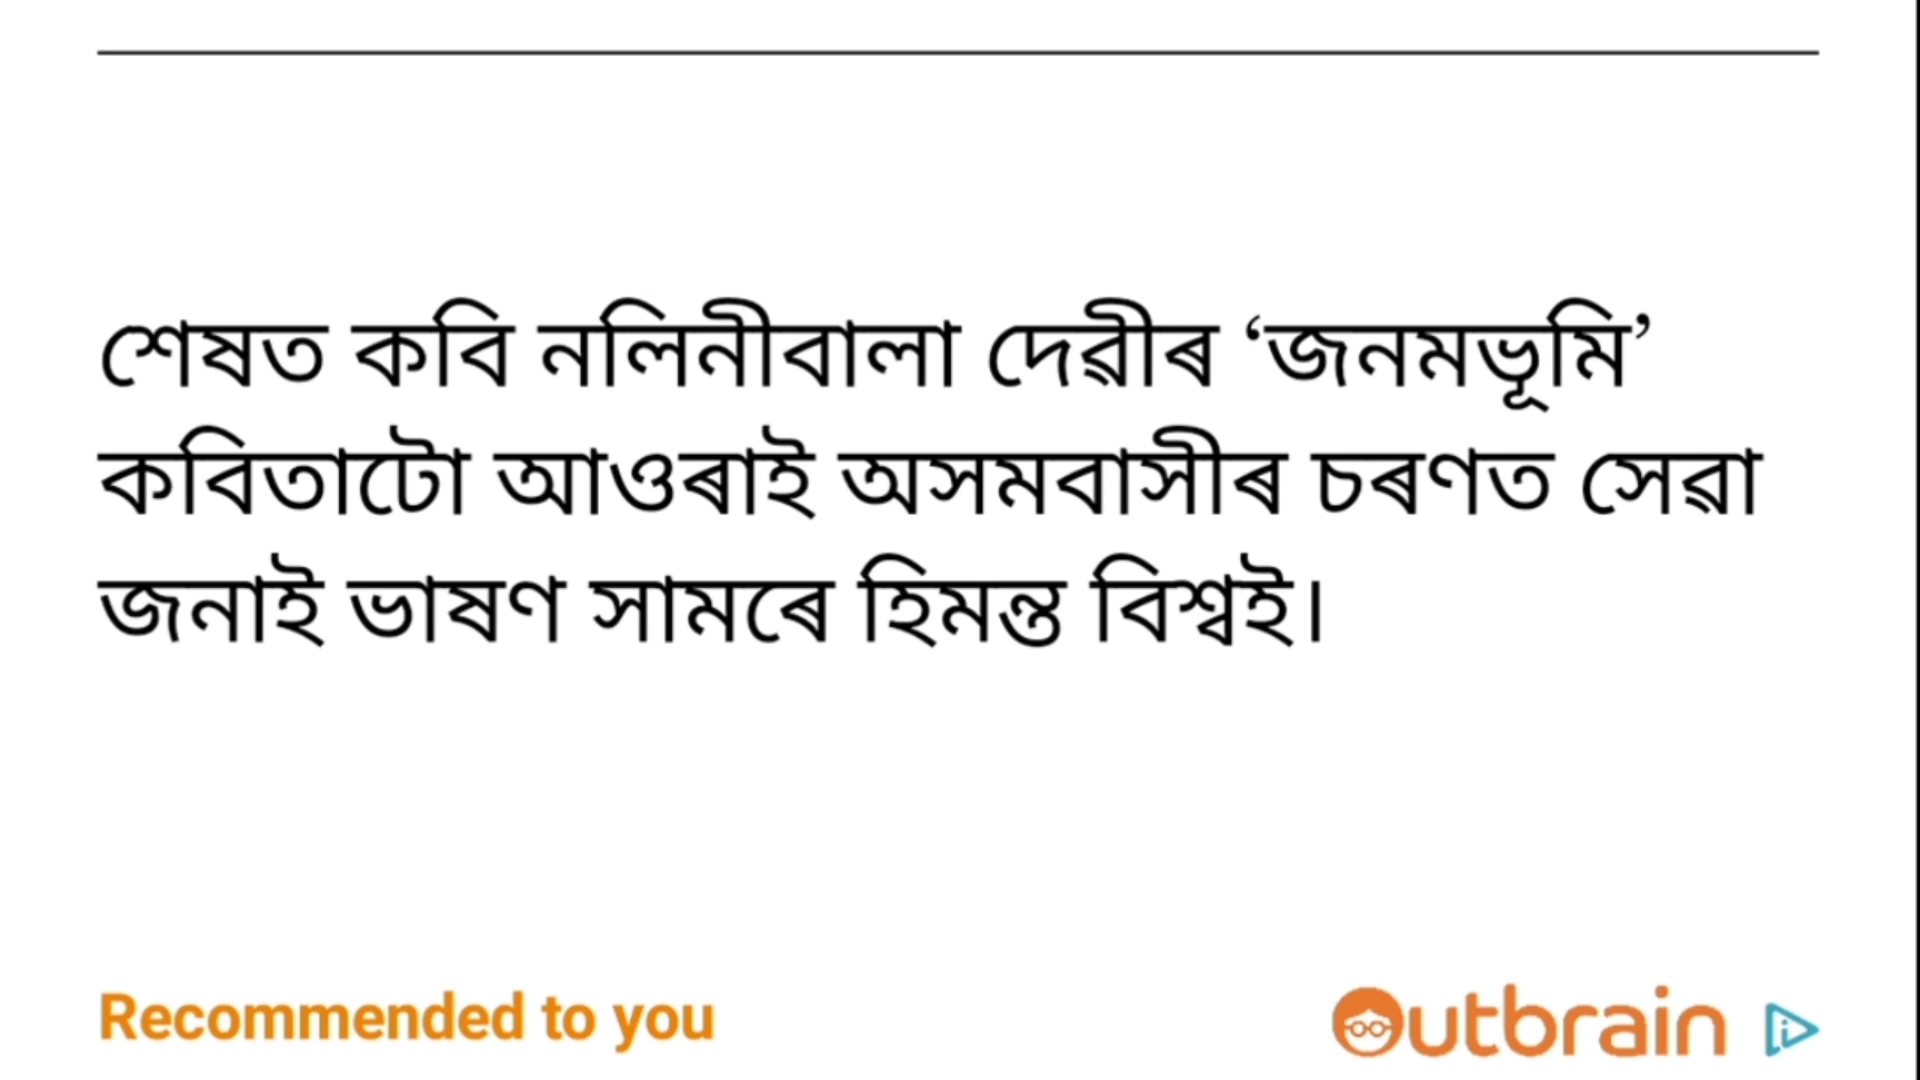 শেষত কবি নলিনীবালা দেৱীৰ ‘জনমভূমি’
কবিতাটো আওৰাই অসমবাসীৰ চৰণত সেৱা
জনাই ভাষণ সামৰে হিমন্ত বিশ্বই।
Recommended to you
Outbrain